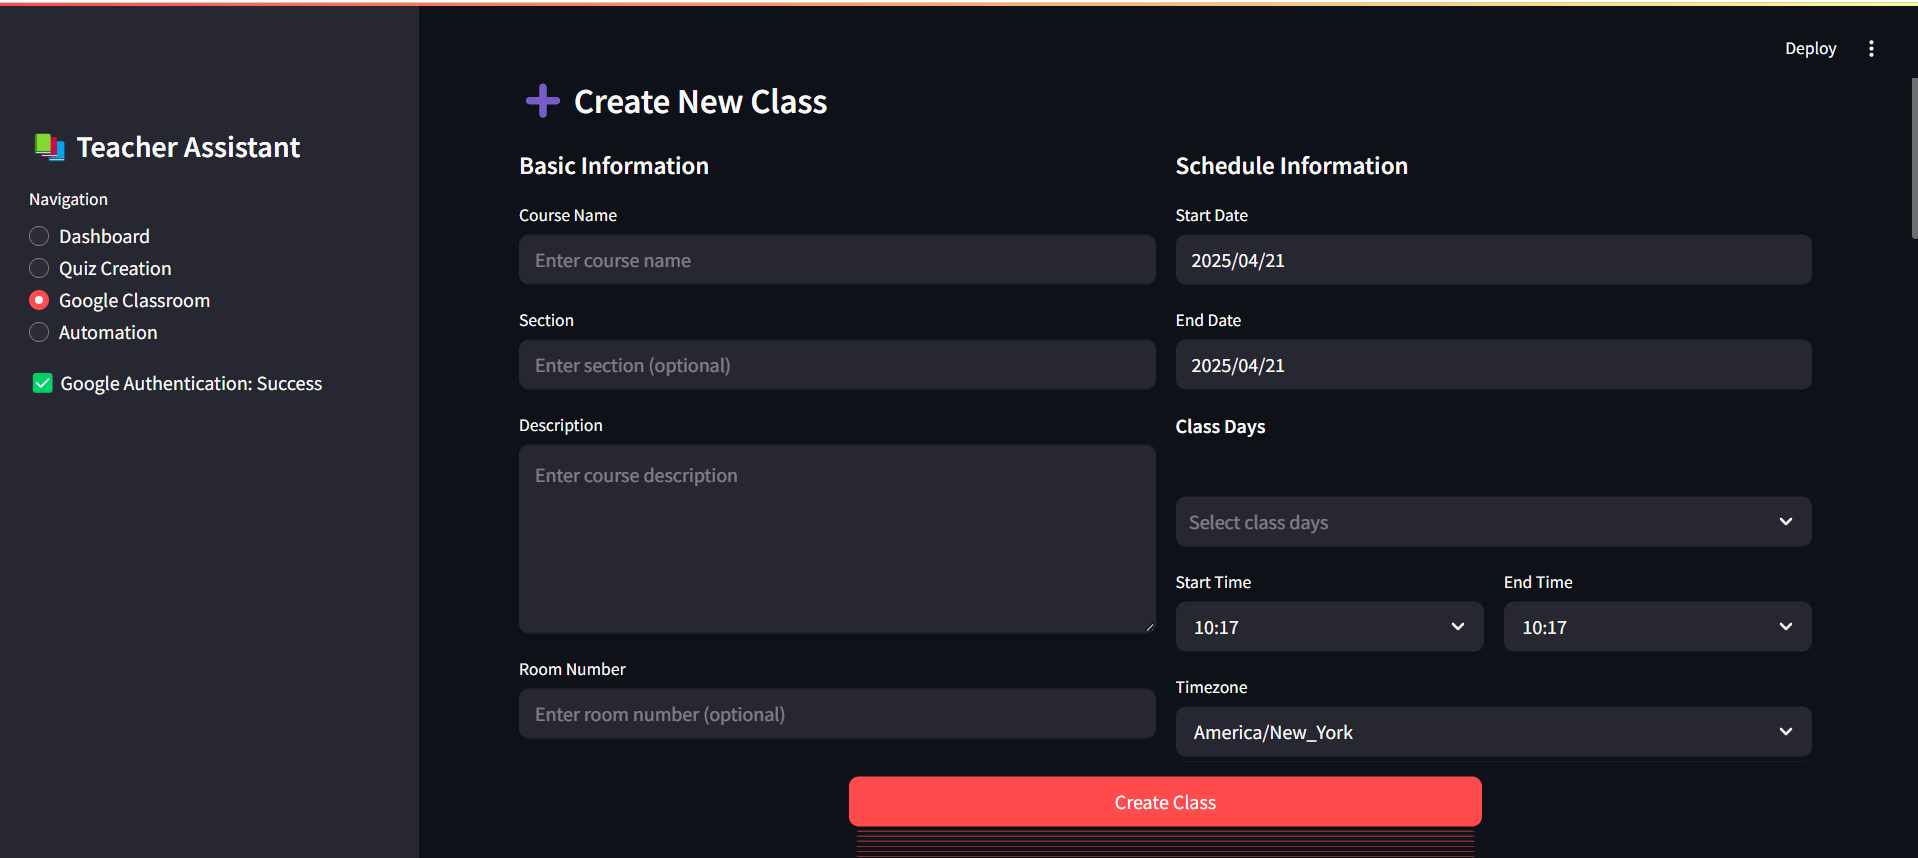 Deploy
Teacher Assistant
Navigation
Dashboard
Quiz Creation
Google Classroom
Automation
Google Authentication: Success
Create New Class
Basic Information
Course Name
Enter course name
Section
Enter section (optional)
Description
Enter course description
Room Number
Enter room number (optional)
Schedule Information
Start Date
2025/04/21
End Date
2025/04/21
Class Days
Select class days
Start Time
End Time
10:17
10:17
Timezone
America/New_York
Create Class